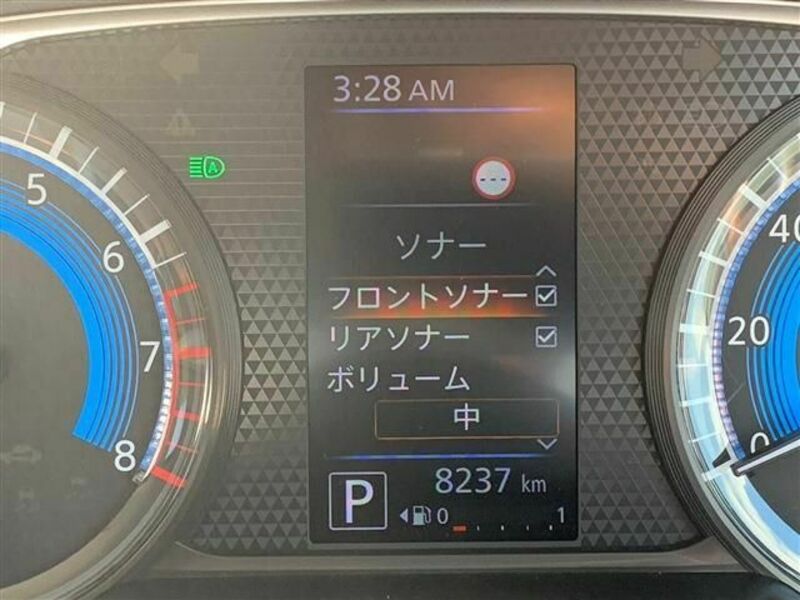 3:28 AM
---
ソナー
フロントソナー
リアソナー
ボリューム
中
P
8237 km
0 1
5
6
7
8
40
20
0
A